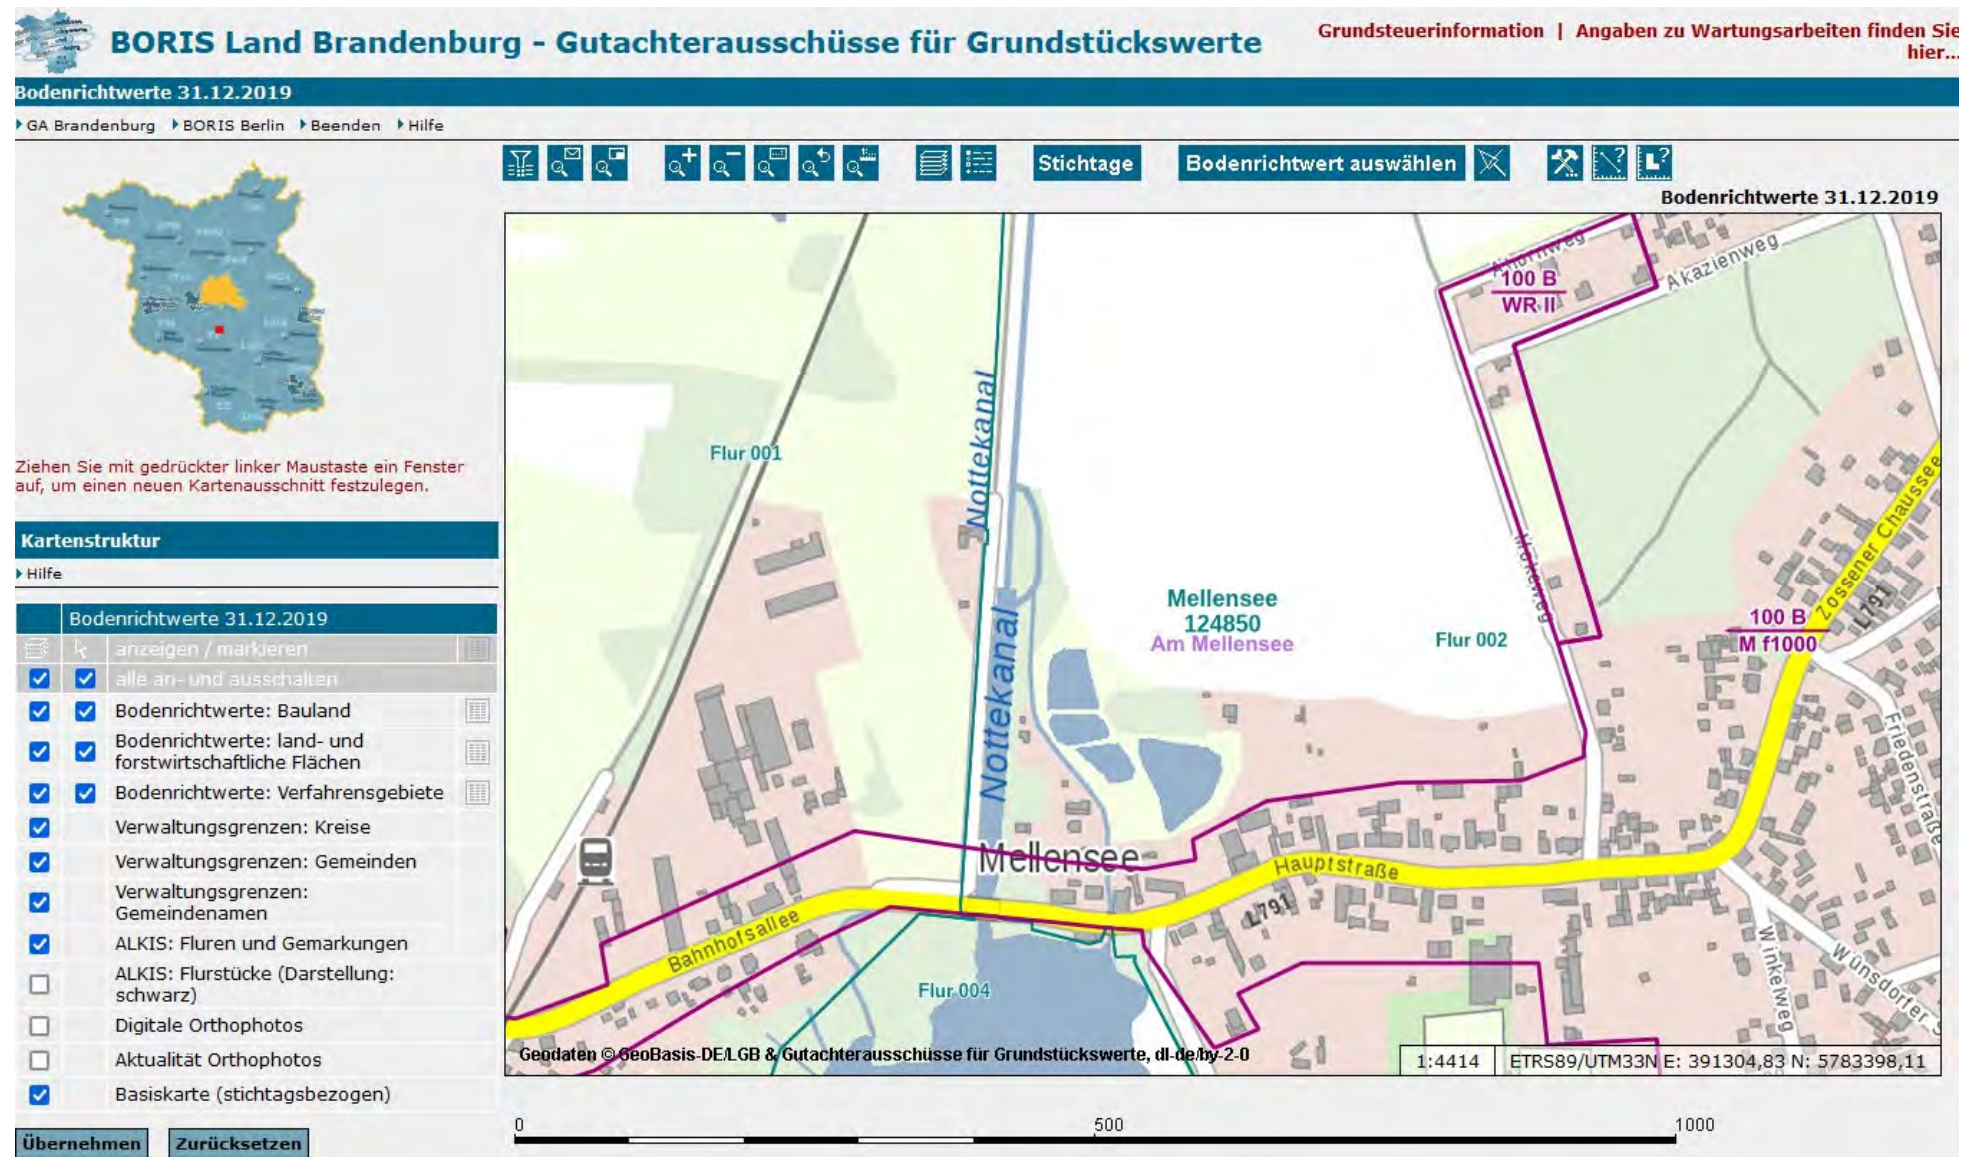 BORIS Land Brandenburg - Gutachterausschüsse für Grundstückswerte
Grundsteuerinformation | Angaben zu Wartungsarbeiten finden Sie
hier...
Bodenrichtwerte 31.12.2019
GA Brandenburg BORIS Berlin Beenden Hilfe
Stichtage
Bodenrichtwert auswählen
Bodenrichtwerte 31.12.2019
Ziehen Sie mit gedrückter linker Maustaste ein Fenster
auf, um einen neuen Kartenausschnitt festzulegen.
Kartenstruktur
Hilfe
Bodenrichtwerte 31.12.2019
anzeigen / markieren
alle an- und ausschalten
Bodenrichtwerte: Bauland
Bodenrichtwerte: land- und
forstwirtschaftliche Flächen
Bodenrichtwerte: Verfahrensgebiete
Verwaltungsgrenzen: Kreise
Verwaltungsgrenzen: Gemeinden
Verwaltungsgrenzen:
Gemeindenamen
ALKIS: Fluren und Gemarkungen
ALKIS: Flurstücke (Darstellung:
schwarz)
Digitale Orthophotos
Aktualität Orthophotos
Basiskarte (stichtagsbezogen)
Übernehmen
Zurücksetzen
Ahornweg
Akazienweg
100 B
WR II
Flur 001
Nottekanal
Zossener Chaussee
L791
Mökeweg
Mellensee
124850
Am Mellensee
Flur 002
100 B
M f1000
Nottekanal
Friedenstraße
Mellensee
Hauptstraße
L791
Bahnhofsallee
Winkelweg
Wünsdorfer S
Flur 004
Geodaten © GeoBasis-DE/LGB & Gutachterausschüsse für Grundstückswerte, dl-de/by-2-0
1:4414
ETRS89/UTM33N E: 391304,83 N: 5783398,11
0
500
1000